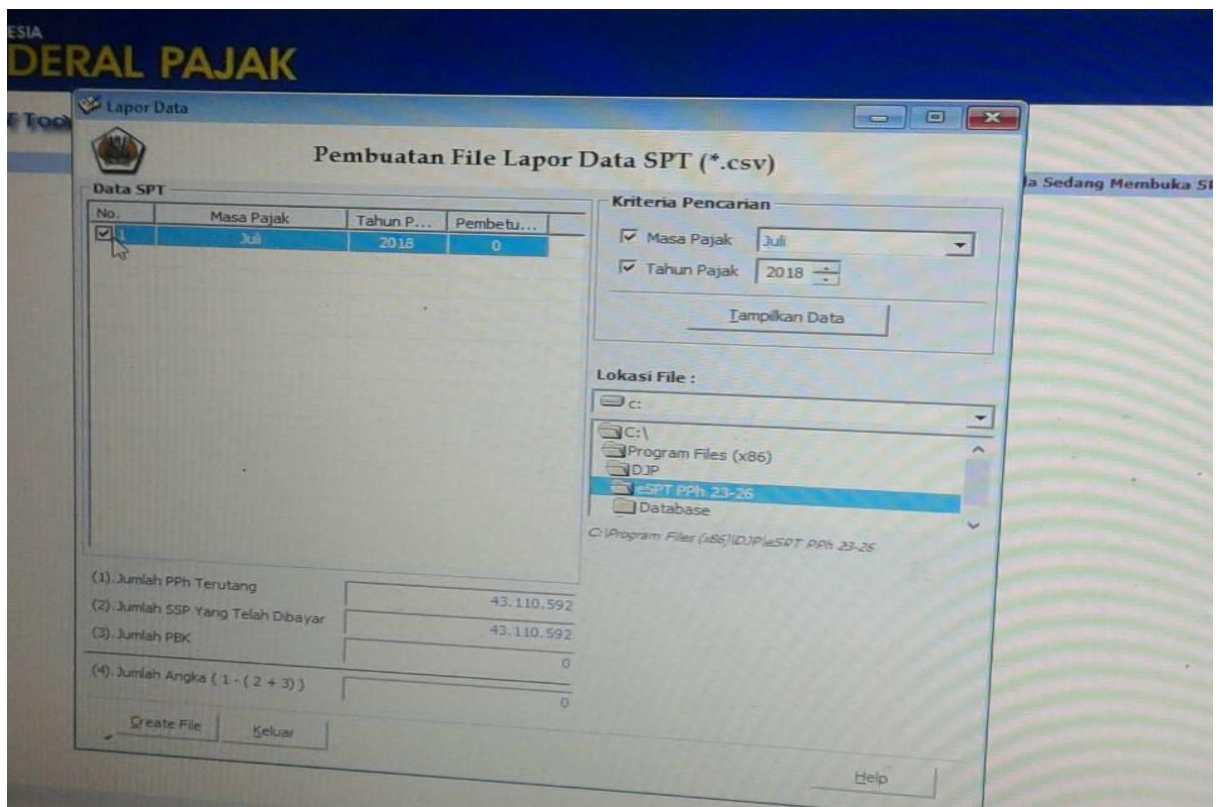 ESIA
DERAL PAJAK
Lapor Data
Pembuatan File Lapor Data SPT (*.csv)
a Sedang Membuka
Data SPT
No. Masa Pajak Tahun P... Pembetu...
1 Juli 2018 0
Kriteria Pencarian
Masa Pajak Juli
Tahun Pajak 2018
Tampilkan Data
Lokasi File :
c:
C:\
Program Files (x86)
DJP
eSPT PPh 23-26
Database
C:\Program Files (x86)\DJP\eSPT PPh 23-26
(1).Jumlah PPh Terutang 43.110.592
(2).Jumlah SSP Yang Telah Dibayar 43.110.592
(3).Jumlah PBK 0
(4).Jumlah Angka ( 1 - ( 2 + 3) ) 0
Create File Keluar
Help